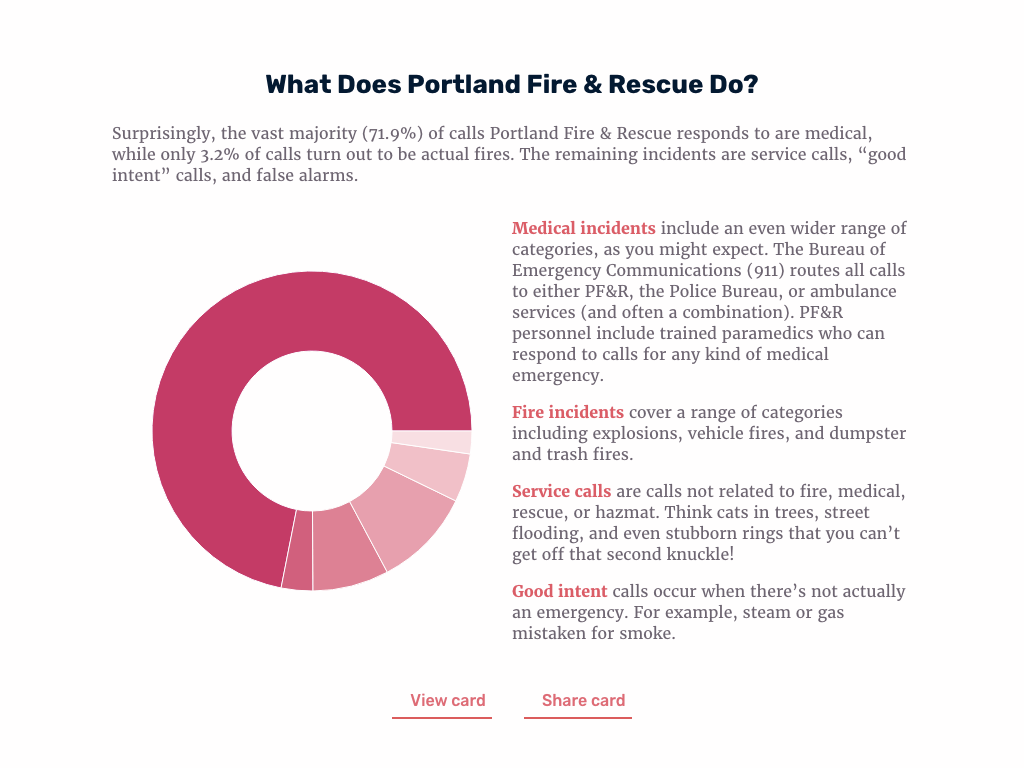 What Does Portland Fire & Rescue Do?
Surprisingly, the vast majority (71.9%) of calls Portland Fire & Rescue responds to are medical,
while only 3.2% of calls turn out to be actual fires. The remaining incidents are service calls, “good
intent” calls, and false alarms.
Medical incidents include an even wider range of
categories, as you might expect. The Bureau of
Emergency Communications (911) routes all calls
to either PF&R, the Police Bureau, or ambulance
services (and often a combination). PF&R
personnel include trained paramedics who can
respond to calls for any kind of medical
emergency.
Fire incidents cover a range of categories
including explosions, vehicle fires, and dumpster
and trash fires.
Service calls are calls not related to fire, medical,
rescue, or hazmat. Think cats in trees, street
flooding, and even stubborn rings that you can’t
get off that second knuckle!
Good intent calls occur when there’s not actually
an emergency. For example, steam or gas
mistaken for smoke.
View card
Share card